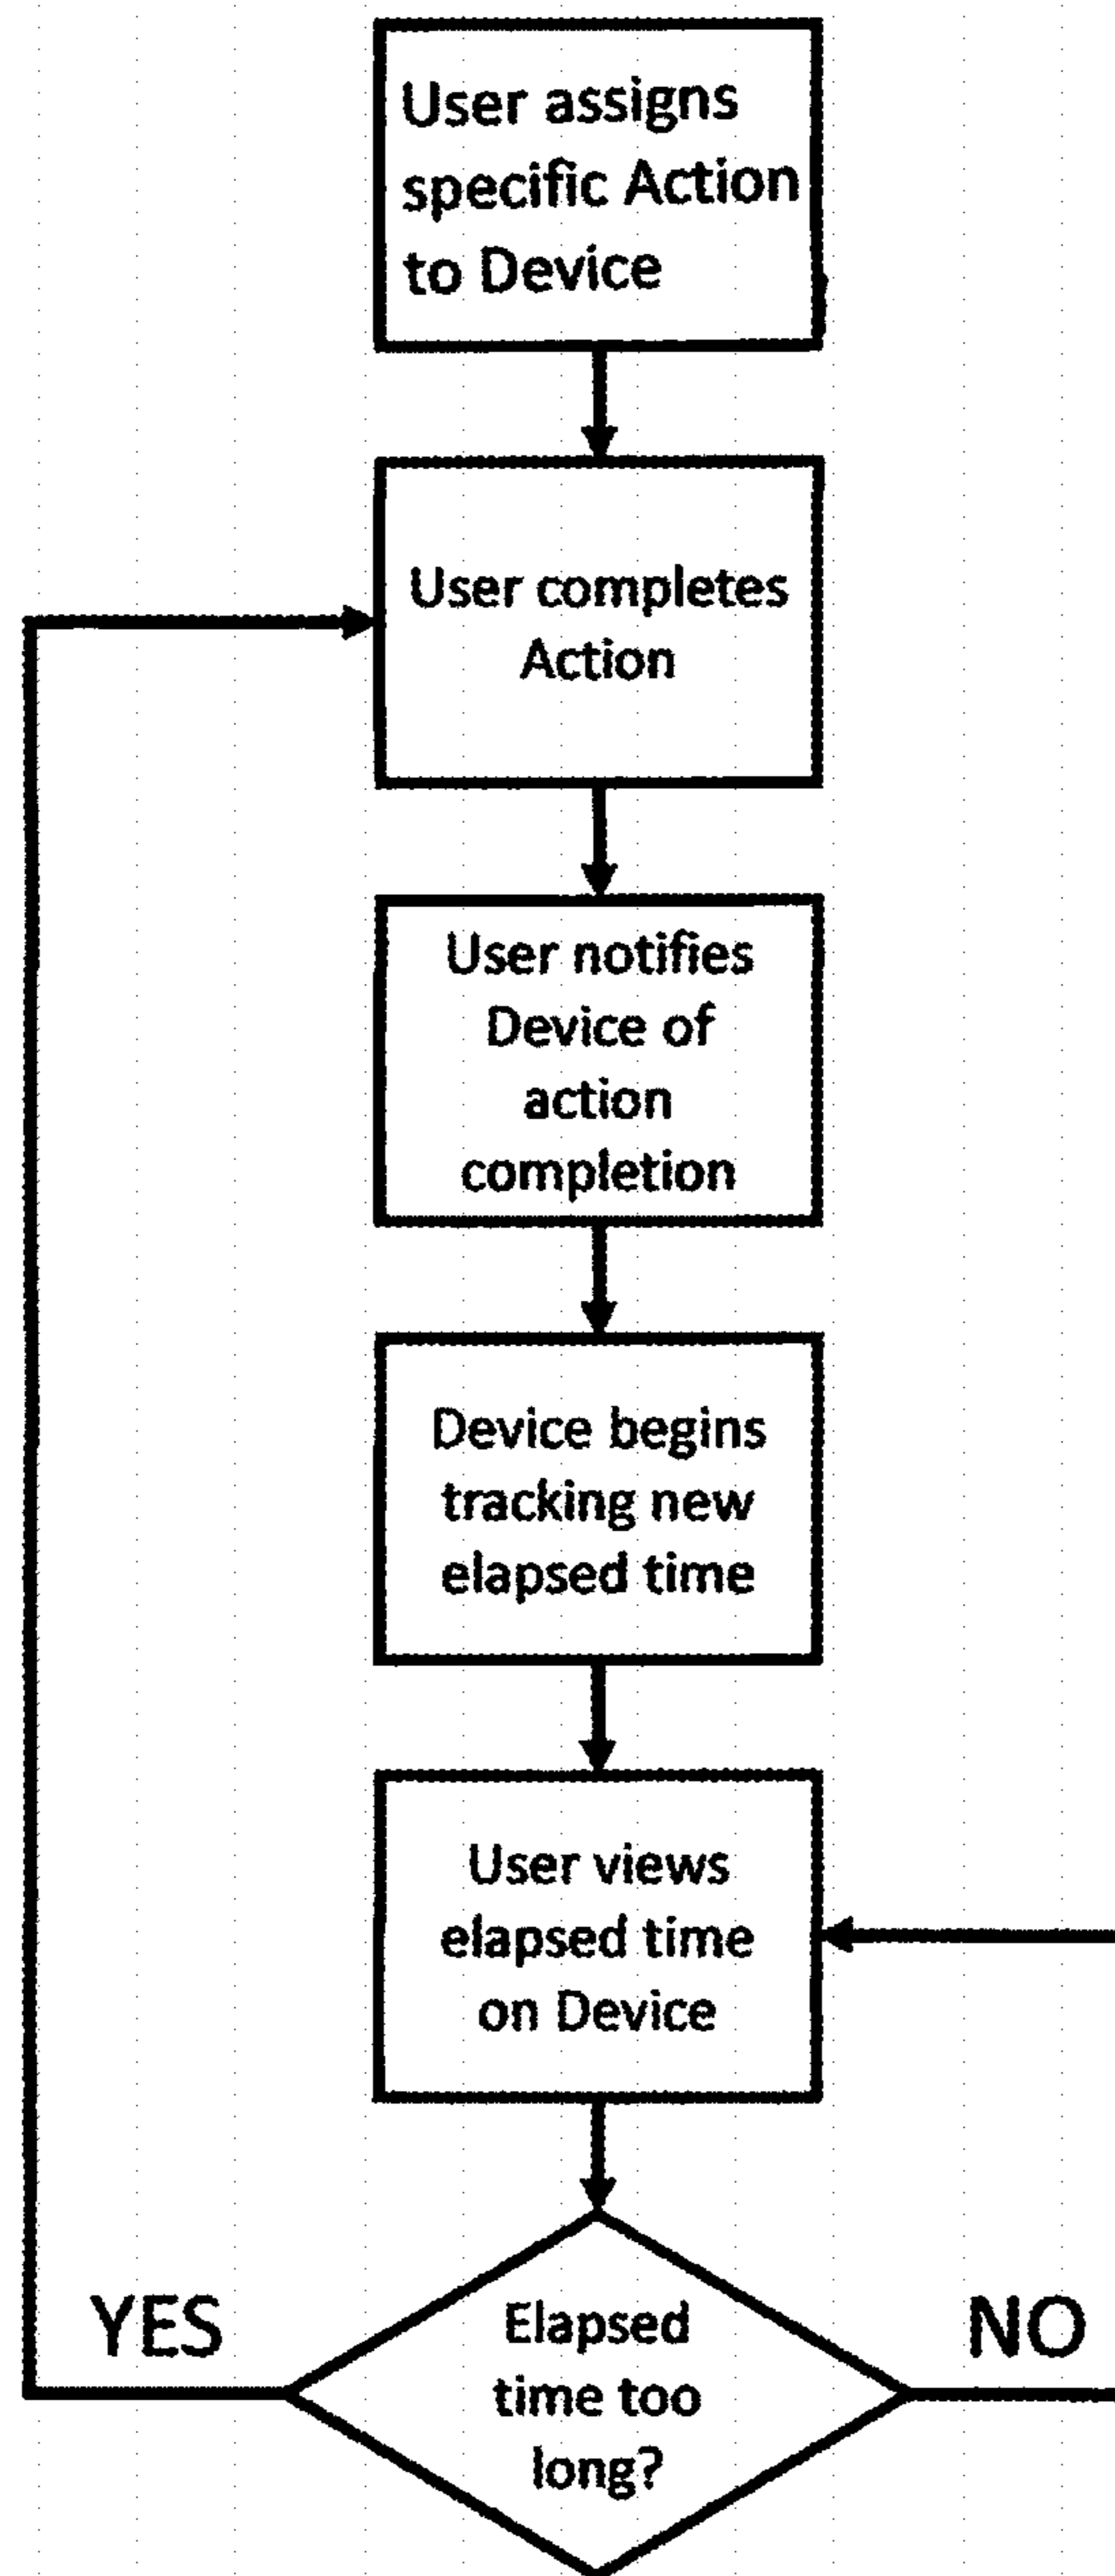 User assigns
specific Action
to Device
User completes
Action
User notifies
Device of
action
completion
Device begins
tracking new
elapsed time
User views
elapsed time
on Device
Elapsed
time too
long?
YES
NO